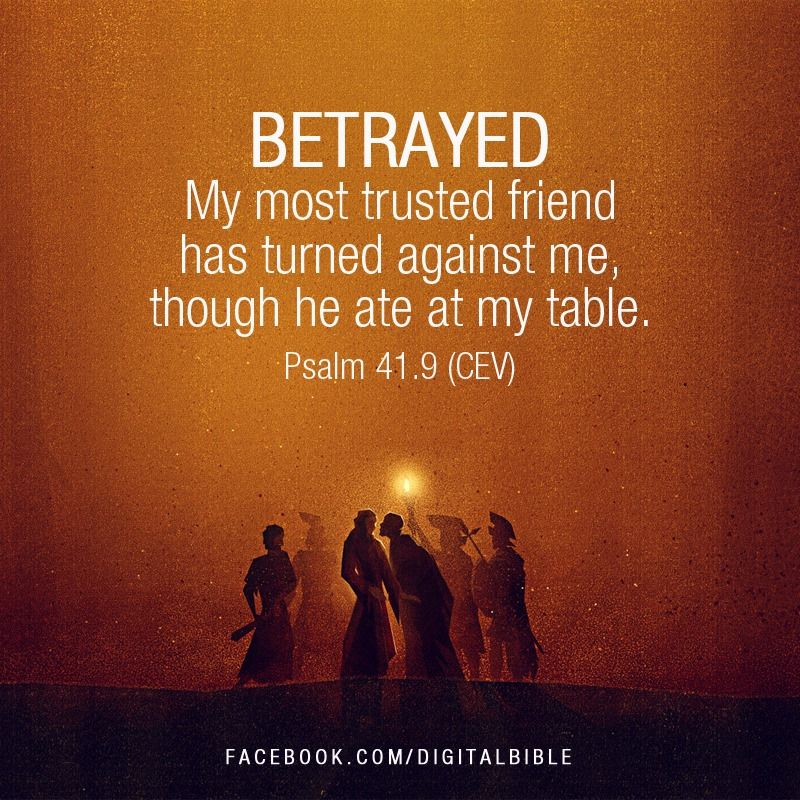 BETRAYED
My most trusted friend
has turned against me,
though he ate at my table.
Psalm 41.9 (CEV)
FACEBOOK.COM/DIGITALBIBLE